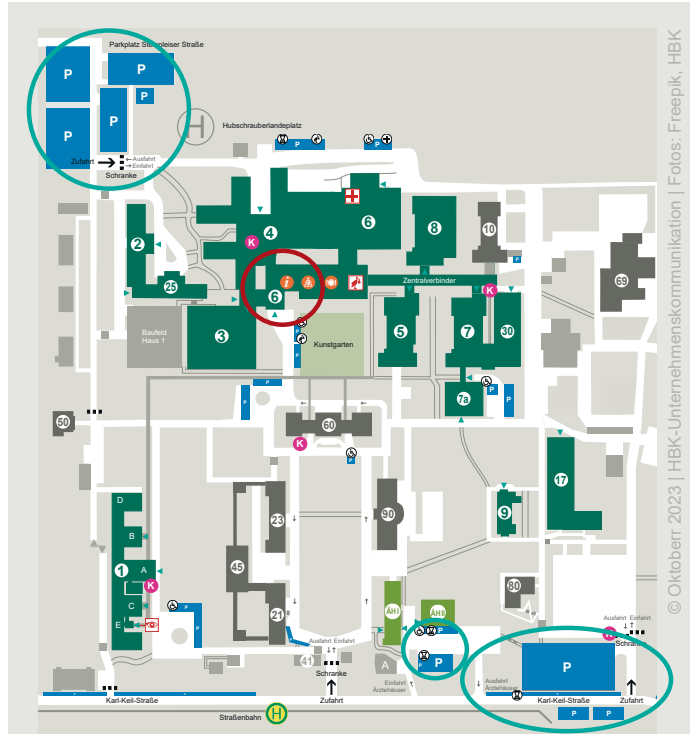 Parkplatz Steinpleiser Straße
P
P
P
P
P
Hubschrauberlandeplatz
H
Zufahrt
Ausfahrt
Einfahrt
Schranke
P
P
2
4
K
6
8
10
P
69
25
6
i
Zentralverbinder
K
Baufeld
Haus 1
3
P
P
Kunstgarten
5
7
30
7a
P
P
P
P
50
60
K
P
D
B
1
A
K
C
E
P
23
45
21
90
9
17
80
ÄH I
ÄH II
P
P
A
41
Ausfahrt Einfahrt
Schranke
Zufahrt
Einfahrt
Ärztehäuser
Ausfahrt
Ärztehäuser
Ausfahrt Einfahrt
K
Schranke
P
Karl-Keil-Straße
Karl-Keil-Straße
Zufahrt
P
P
Straßenbahn
H
© Oktoberr 2023 | HBK-Unternehmenskommunikation | Fotos: Freepik, HBK